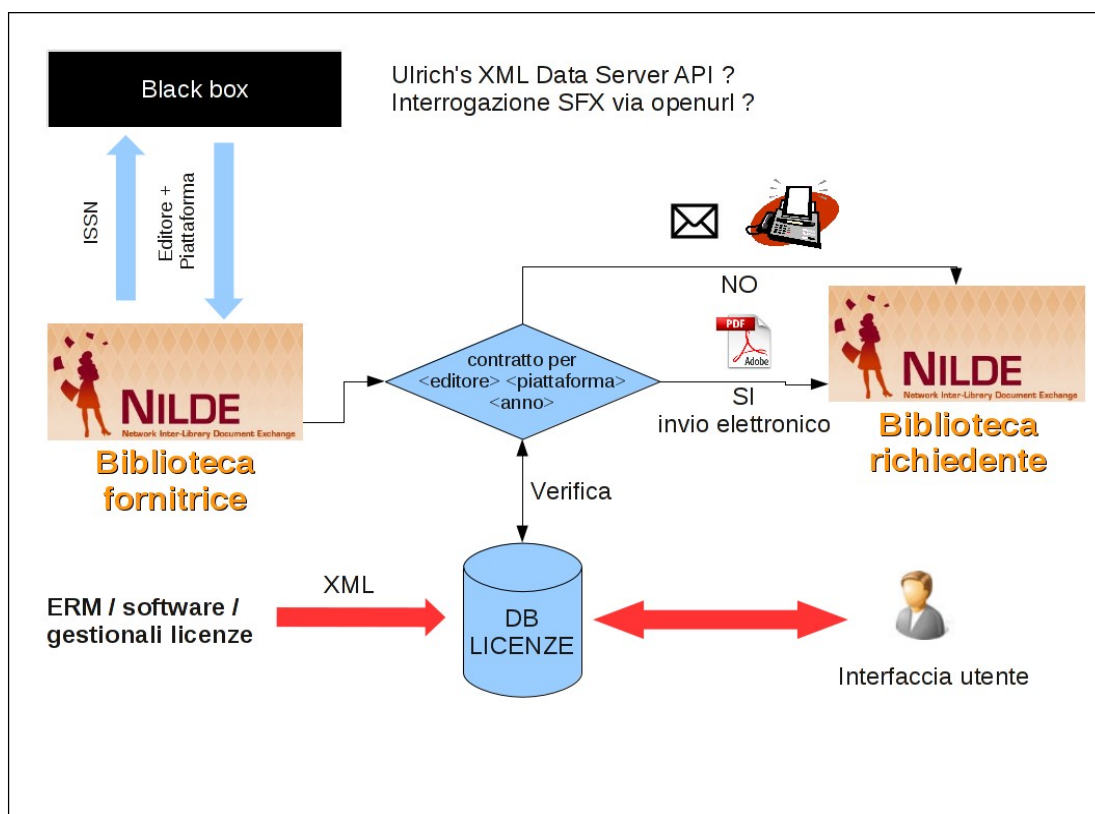 Black box
Ulrich's XML Data Server API ?
Interrogazione SFX via openurl ?
ISSN
Editore +
Piattaforma
NO
NILDE
Network Inter-Library Document Exchange
Biblioteca
fornitrice
contratto per
<editore> <piattaforma>
<anno>
PDF
Adobe
SI
invio elettronico
NILDE
Network Inter-Library Document Exchange
Biblioteca
richiedente
Verifica
ERM / software /
gestionali licenze
XML
DB
LICENZE
Interfaccia utente